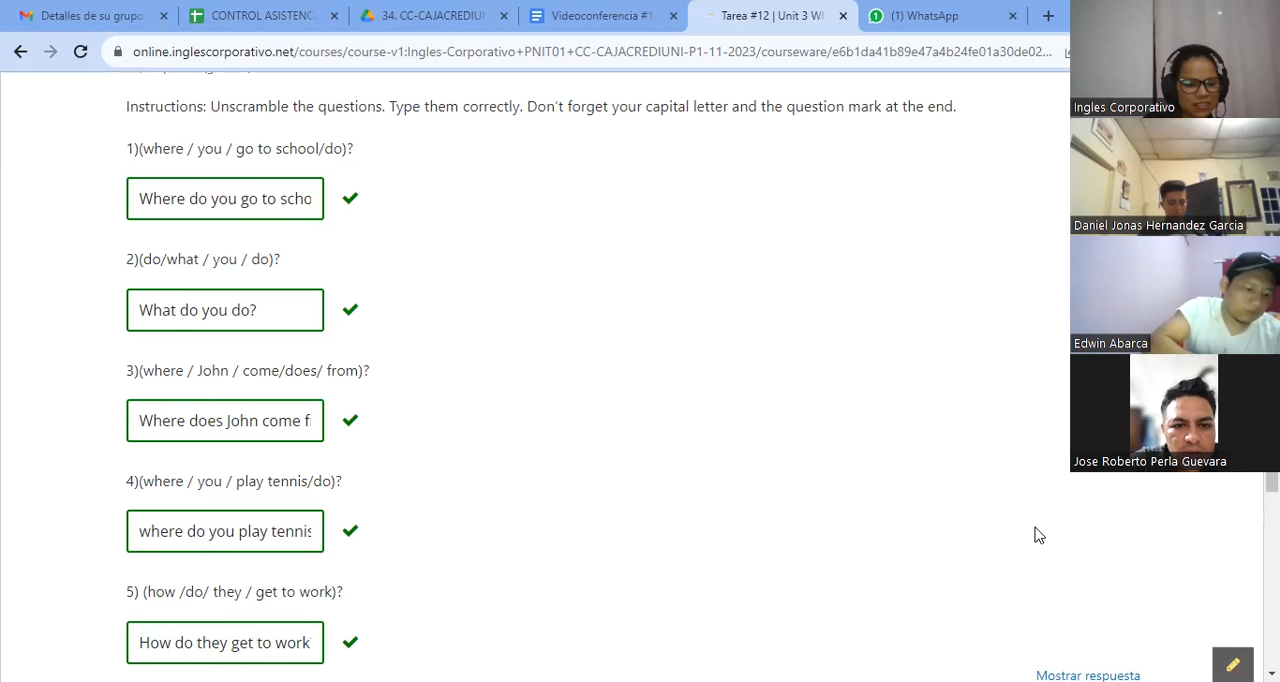 Detalles de su grupo
CONTROL ASISTENC
34. CC-CAJACREDIUN
Videoconferencia #1
Tarea #12 | Unit 3 Wh
(1) WhatsApp
online.inglescorporativo.net/courses/course-v1:Ingles-Corporativo+PNIT01+CC-CAJACREDIUNI-P1-11-2023/courseware/e6b1da41b89e47a4b24fe01a30de02...
Instructions: Unscramble the questions. Type them correctly. Don't forget your capital letter and the question mark at the end.
1)(where / you / go to school/do)?
Where do you go to scho
2)(do/what / you / do)?
What do you do?
3)(where / John / come/does/ from)?
Where does John come f
4)(where / you / play tennis/do)?
where do you play tennis
5) (how /do/ they / get to work)?
How do they get to work
Mostrar respuesta
Ingles Corporativo
Daniel Jonas Hernandez Garcia
Edwin Abarca
Jose Roberto Perla Guevara